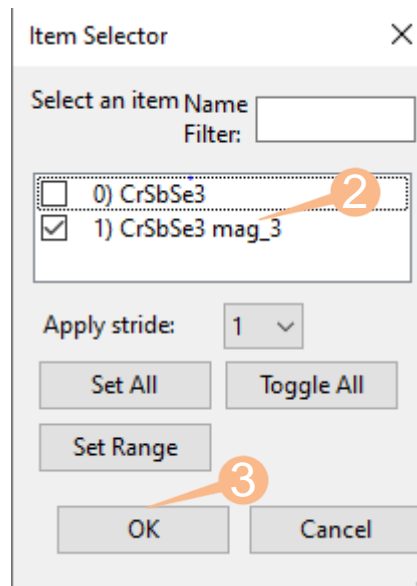 Item Selector
Select an item Name
Filter:
0) CrSbSe3
2
1) CrSbSe3 mag_3
Apply stride: 1
Set All Toggle All
Set Range
3
OK Cancel